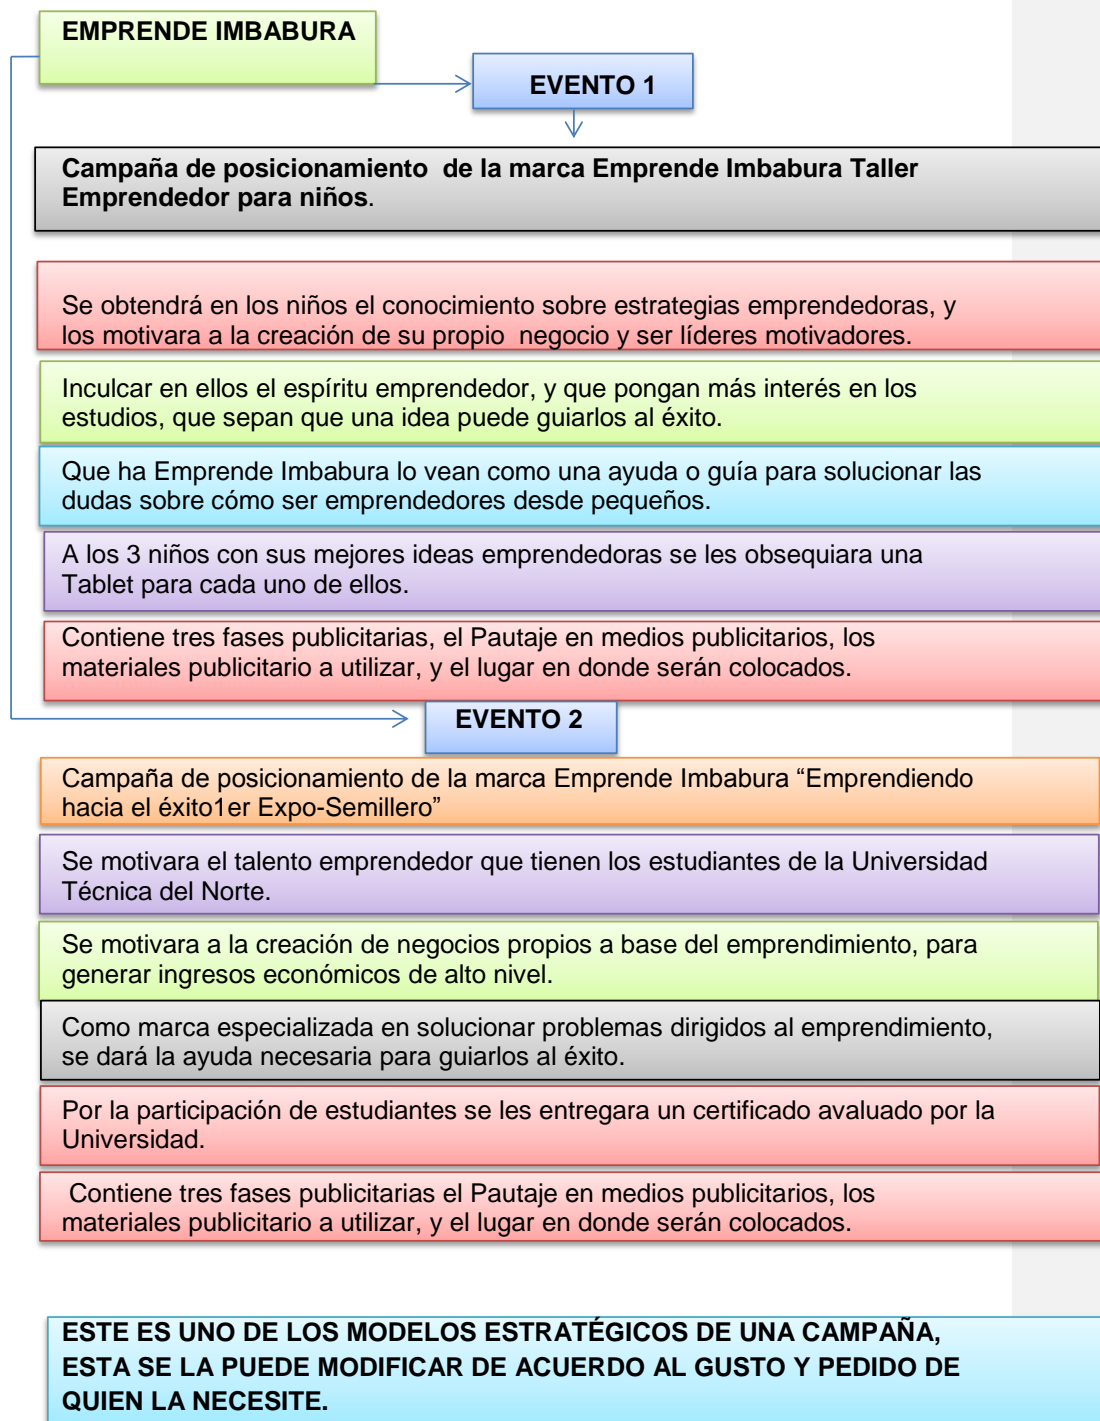 EMPRENDE IMBABURA
EVENTO 1
Campaña de posicionamiento  de la marca Emprende Imbabura Taller
Emprendedor para niños.
Se obtendrá en los niños el conocimiento sobre estrategias emprendedoras, y
los motivara a la creación de su propio  negocio y ser líderes motivadores.
Inculcar en ellos el espíritu emprendedor, y que pongan más interés en los
estudios, que sepan que una idea puede guiarlos al éxito.
Que ha Emprende Imbabura lo vean como una ayuda o guía para solucionar las
dudas sobre cómo ser emprendedores desde pequeños.
A los 3 niños con sus mejores ideas emprendedoras se les obsequiara una
Tablet para cada uno de ellos.
Contiene tres fases publicitarias, el Pautaje en medios publicitarios, los
materiales publicitario a utilizar, y el lugar en donde serán colocados.
EVENTO 2
Campaña de posicionamiento de la marca Emprende Imbabura “Emprendiendo
hacia el éxito1er Expo-Semillero”
Se motivara el talento emprendedor que tienen los estudiantes de la Universidad
Técnica del Norte.
Se motivara a la creación de negocios propios a base del emprendimiento, para
generar ingresos económicos de alto nivel.
Como marca especializada en solucionar problemas dirigidos al emprendimiento,
se dará la ayuda necesaria para guiarlos al éxito.
Por la participación de estudiantes se les entregara un certificado avaluado por la
Universidad.
Contiene tres fases publicitarias el Pautaje en medios publicitarios, los
materiales publicitario a utilizar, y el lugar en donde serán colocados.
ESTE ES UNO DE LOS MODELOS ESTRATÉGICOS DE UNA CAMPAÑA,
ESTA SE LA PUEDE MODIFICAR DE ACUERDO AL GUSTO Y PEDIDO DE
QUIEN LA NECESITE.